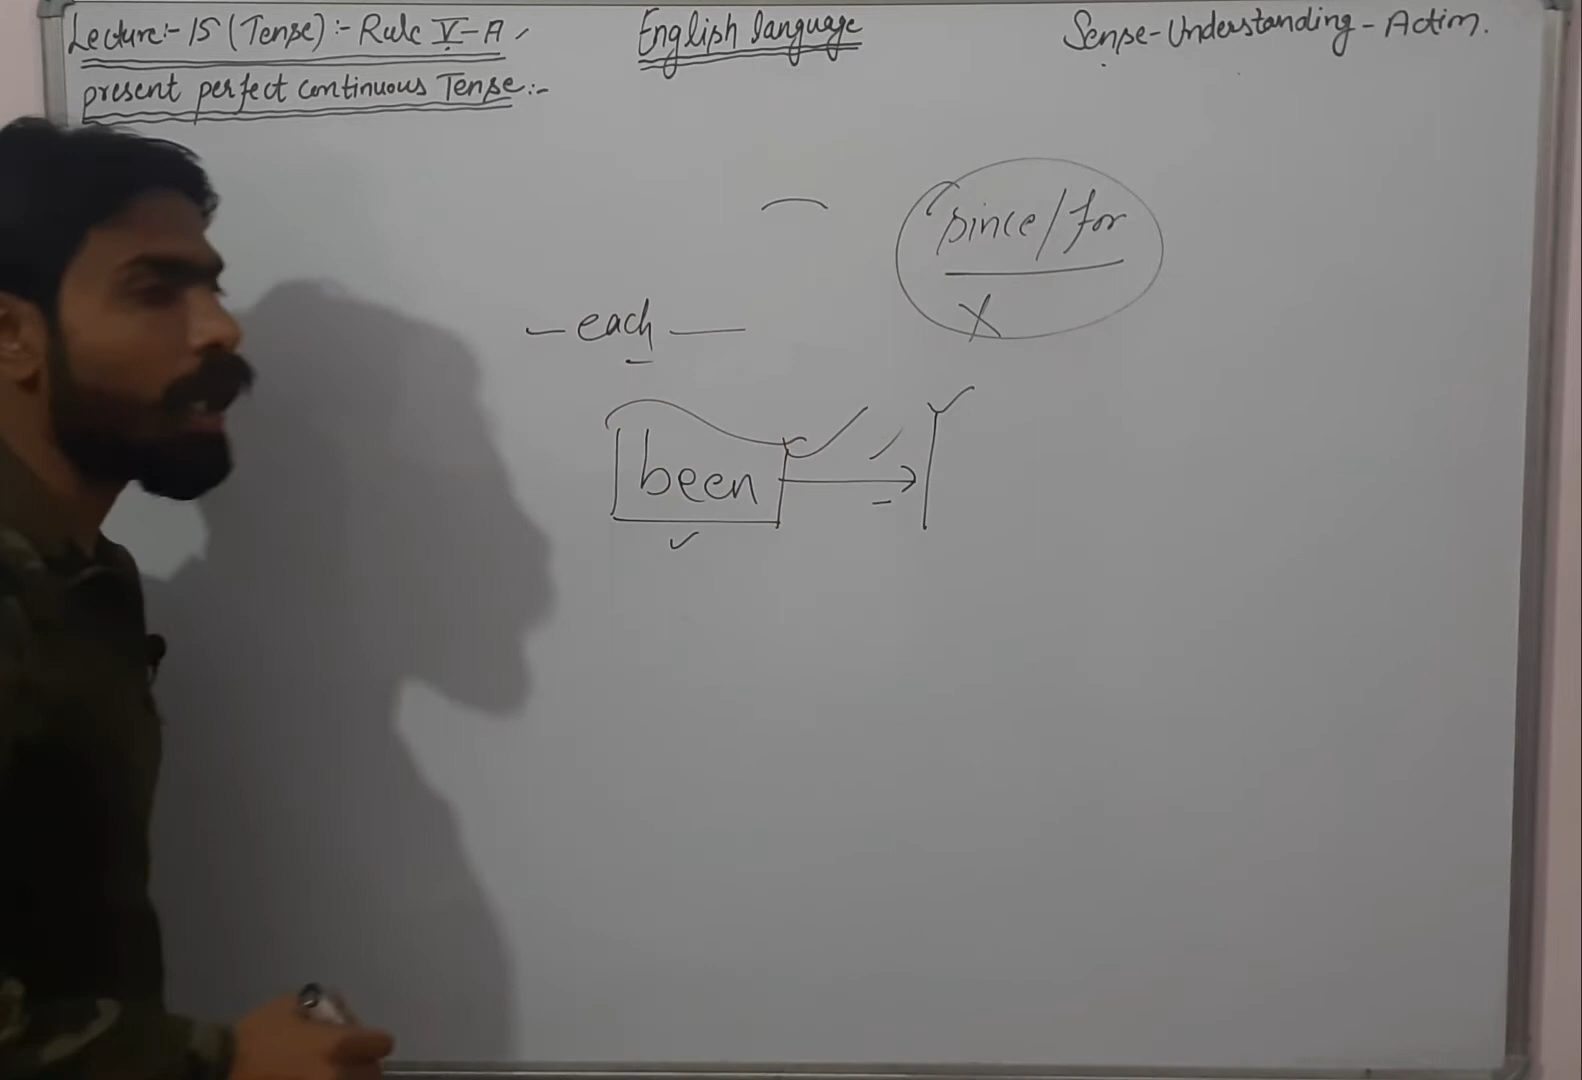 Lecture:- 15 (Tense):- Rule V-A
English language
Sense-Understanding-Action.
present perfect continuous Tense:-
since/for
X
- each -
been